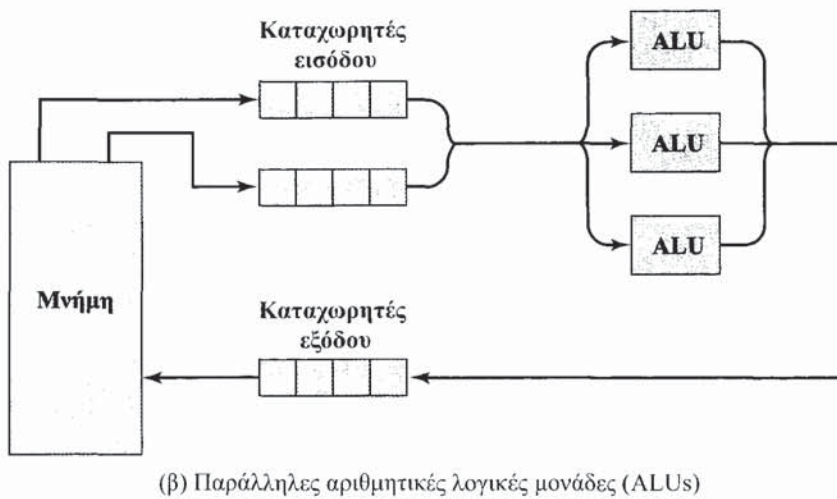 Καταχωρητές
εισόδου
ALU
ALU
ALU
Μνήμη
Καταχωρητές
εξόδου
(β) Παράλληλες αριθμητικές λογικές μονάδες (ALUs)